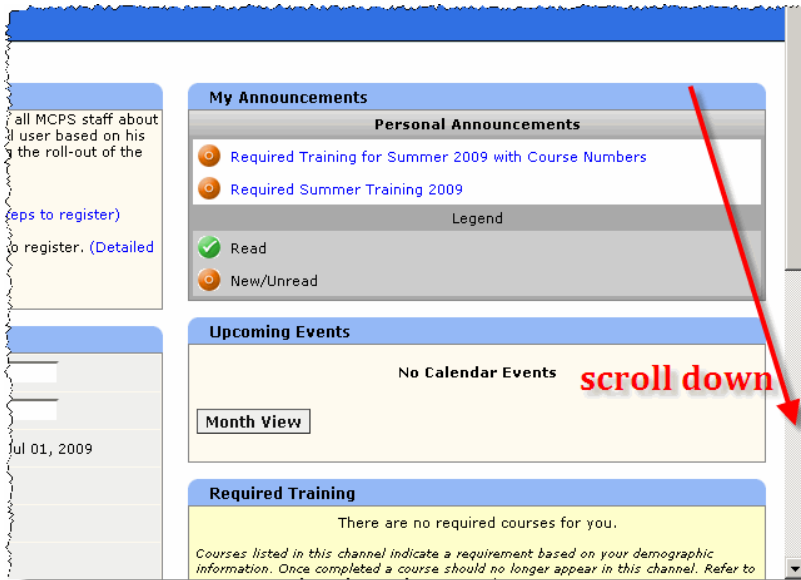 all MCPS staff about
d user based on his
the roll-out of the
eps to register)
o register. (Detailed
Jul 01, 2009
My Announcements
Personal Announcements
Required Training for Summer 2009 with Course Numbers
Required Summer Training 2009
Legend
Read
New/Unread
Upcoming Events
No Calendar Events
scroll down
Month View
Required Training
There are no required courses for you.
Courses listed in this channel indicate a requirement based on your demographic
information. Once completed a course should no longer appear in this channel. Refer to